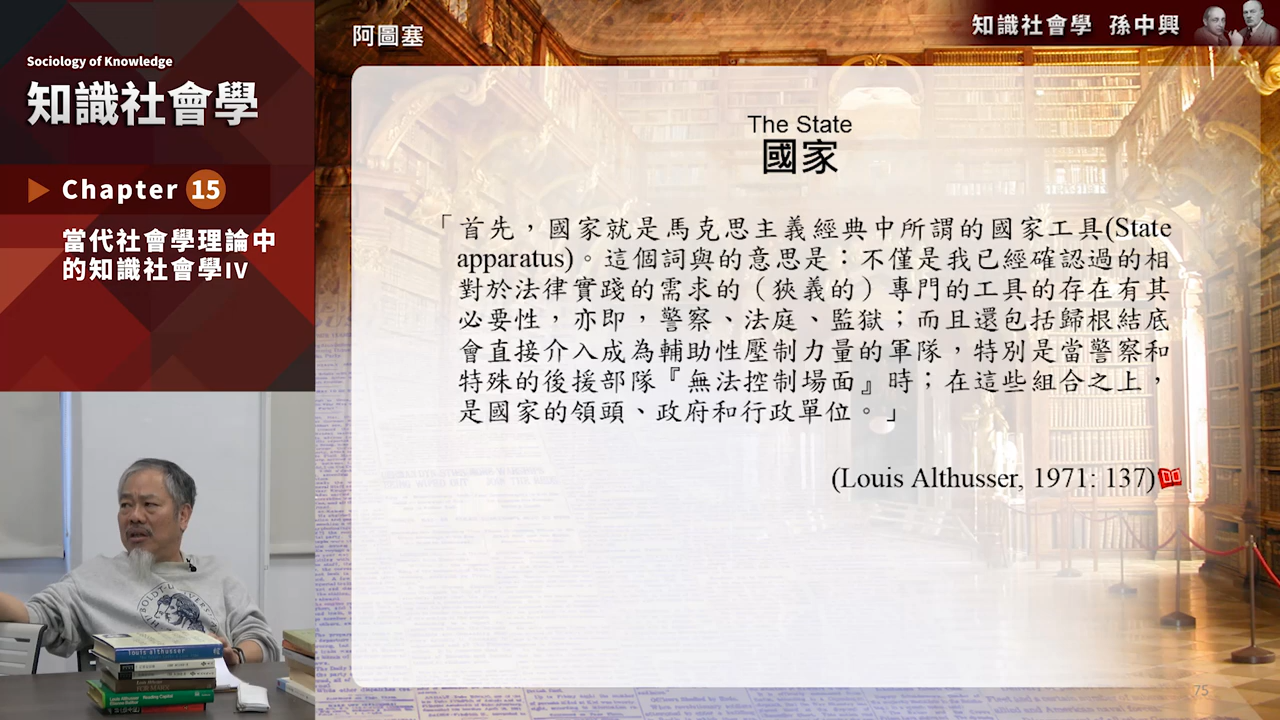 Sociology of Knowledge
知識社會學
Chapter 15
當代社會學理論中
的知識社會學IV
阿圖塞
知識社會學 孫中興
The State
國家
「首先，國家就是馬克思主義經典中所謂的國家工具(State
apparatus)。這個詞與的意思是：不僅是我已經確認過的相
對於法律實踐的需求的（狹義的）專門的工具的存在有其
必要性，亦即，警察、法庭、監獄；而且還包括歸根結底
會直接介入成為輔助性壓制力量的軍隊，特別是當警察和
特殊的後援部隊『無法控制場面』時；在這些組合之上，
是國家的領頭、政府和行政單位。」
(Louis Althusser, 1971: 137)
75
louis althusser
FOR MARX
Reading Capital